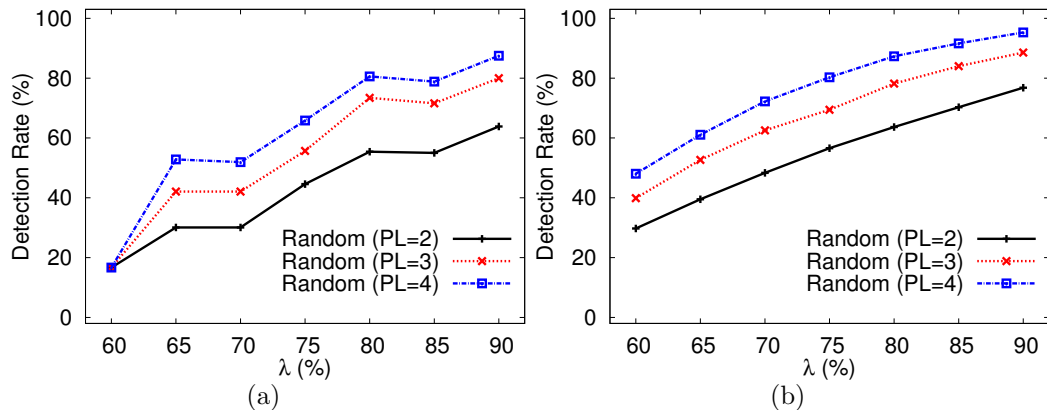 100
80
60
40
20
0
Detection Rate (%)
Random (PL=2)
Random (PL=3)
Random (PL=4)
60 65 70 75 80 85 90
λ (%)
(a)
100
80
60
40
20
0
Detection Rate (%)
Random (PL=2)
Random (PL=3)
Random (PL=4)
60 65 70 75 80 85 90
λ (%)
(b)